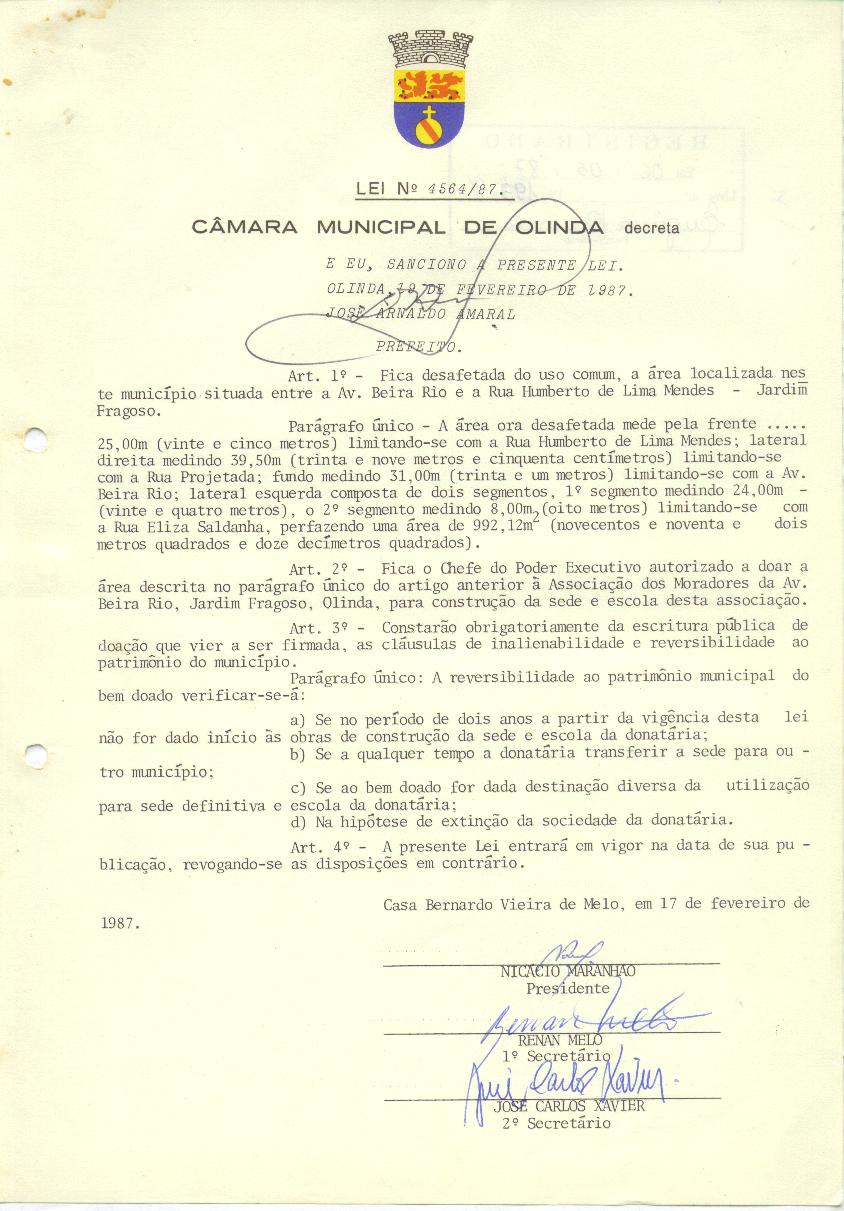 LEI Nº 4564/87.
CÂMARA MUNICIPAL DE OLINDA decreta
E EU, SANCIONO A PRESENTE LEI.
OLINDA, 19 DE FEVEREIRO DE 1987.
JOSÉ ARNALDO AMARAL
PREFEITO.
Art. 1º - Fica desafetada do uso comum, a área localizada nes
te município situada entre a Av. Beira Rio e a Rua Humberto de Lima Mendes - Jardim
Fragoso.
Parágrafo único - A área ora desafetada mede pela frente .....
25,00m (vinte e cinco metros) limitando-se com a Rua Humberto de Lima Mendes; lateral
direita medindo 39,50m (trinta e nove metros e cinquenta centímetros) limitando-se
com a Rua Projetada; fundo medindo 31,00m (trinta e um metros) limitando-se com a Av.
Beira Rio; lateral esquerda composta de dois segmentos, 1º segmento medindo 24,00m -
(vinte e quatro metros), o 2º segmento medindo 8,00m (oito metros) limitando-se com
a Rua Eliza Saldanha, perfazendo uma área de 992,12m² (novecentos e noventa e dois
metros quadrados e doze decímetros quadrados).
Art. 2º - Fica o Chefe do Poder Executivo autorizado a doar a
área descrita no parágrafo único do artigo anterior à Associação dos Moradores da Av.
Beira Rio, Jardim Fragoso, Olinda, para construção da sede e escola desta associação.
Art. 3º - Constarão obrigatoriamente da escritura pública de
doação que vier a ser firmada, as cláusulas de inalienabilidade e reversibilidade ao
patrimônio do município.
Parágrafo único: A reversibilidade ao patrimônio municipal do
bem doado verificar-se-á:
a) Se no período de dois anos a partir da vigência desta lei
não for dado início às obras de construção da sede e escola da donatária;
b) Se a qualquer tempo a donatária transferir a sede para ou -
tro município;
c) Se ao bem doado for dada destinação diversa da utilização
para sede definitiva e escola da donatária;
d) Na hipótese de extinção da sociedade da donatária.
Art. 4º - A presente Lei entrará em vigor na data de sua pu -
blicação, revogando-se as disposições em contrário.
Casa Bernardo Vieira de Melo, em 17 de fevereiro de
1987.
NICÁCIO MARANHÃO
Presidente
Renan Melo
RENAN MELO
1º Secretário
José Carlos Xavier
JOSÉ CARLOS XAVIER
2º Secretário